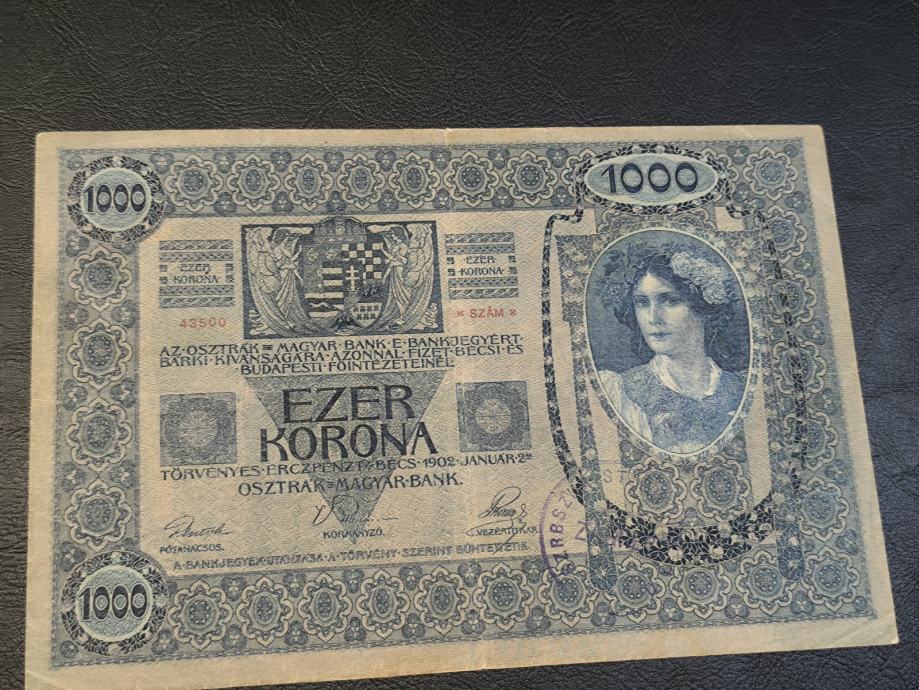 1000
1000
EZER
KORONA
EZER
KORONA
43500
SZÁM
AZ·OSZTRÁK=MAGYAR·BANK·E·BANKJEGYÉRT·
BÁRKI·KÍVÁNSÁGÁRA·AZONNAL·FIZET·BÉCSI·ÉS
BUDAPESTI·FŐINTÉZETEINÉL
EZER
KORONA
TÖRVÉNYES·ÉRCZPÉNZT·BÉCS·1902·JANUÁR·2ÁN
OSZTRÁK=MAGYAR·BANK.
FŐTANÁCSOS.
KORMÁNYZÓ.
VEZÉRTITKÁR.
A·BANKJEGYEK·UTÁNZÁSA·A·TÖRVÉNY·SZERINT·BÜNTETTETIK
1000